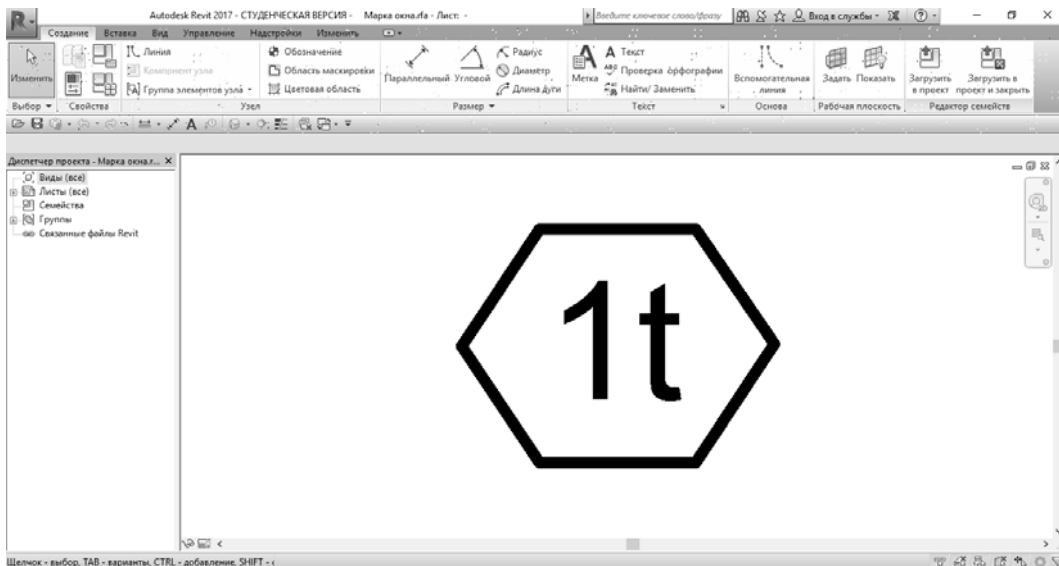 Autodesk Revit 2017 - СТУДЕНЧЕСКАЯ ВЕРСИЯ - Марка окна.rfa - Лист: -
Введите ключевое слово/фразу
Вход в службы
Создание Вставка Вид Управление Надстройки Изменить
Изменить
Линия
Компонент узла
Группа элементов узла
Обозначение
Область маскировки
Цветовая область
Параллельный Угловой
Радиус
Диаметр
Длина дуги
Метка
Текст
Проверка орфографии
Найти/ Заменить
Вспомогательная линия
Задать Показать
Загрузить в проект
Загрузить в проект и закрыть
Выбор Свойства Узел Размер Текст Основа Рабочая плоскость Редактор семейств
Диспетчер проекта - Марка окна.r...
Виды (все)
Листы (все)
Семейства
Группы
Связанные файлы Revit
1t
Щелчок - выбор, TAB - варианты, CTRL - добавление, SHIFT -